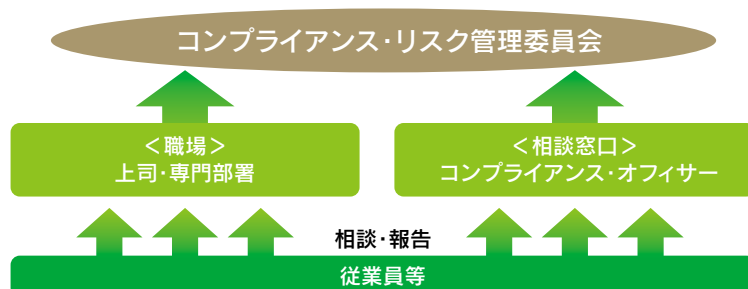 コンプライアンス・リスク管理委員会
＜職場＞
上司・専門部署
＜相談窓口＞
コンプライアンス・オフィサー
相談・報告
従業員等